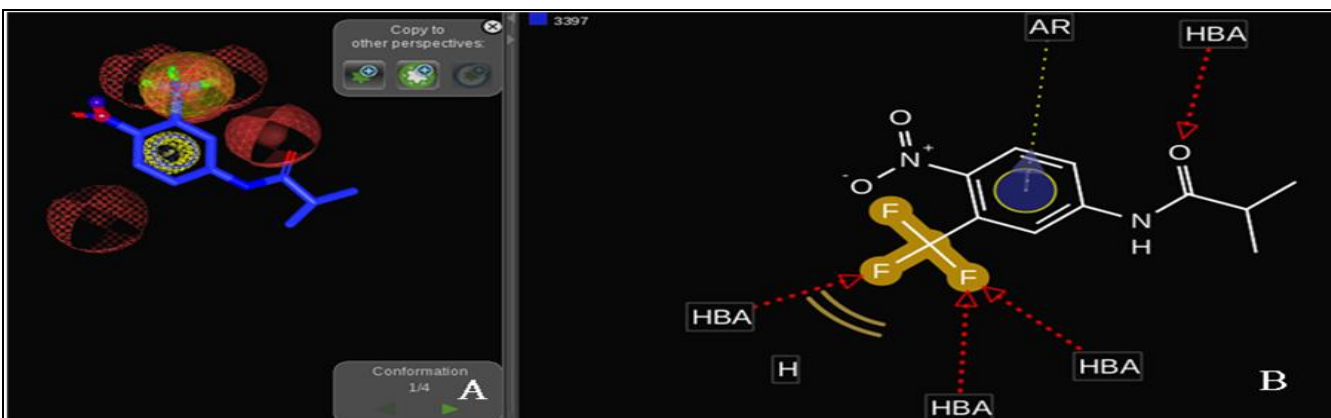 Copy to
other perspectives:
Conformation
1/4
A
3397
AR
HBA
O
N
+
-
O
O
F
N
H
F
F
HBA
H
HBA
HBA
B